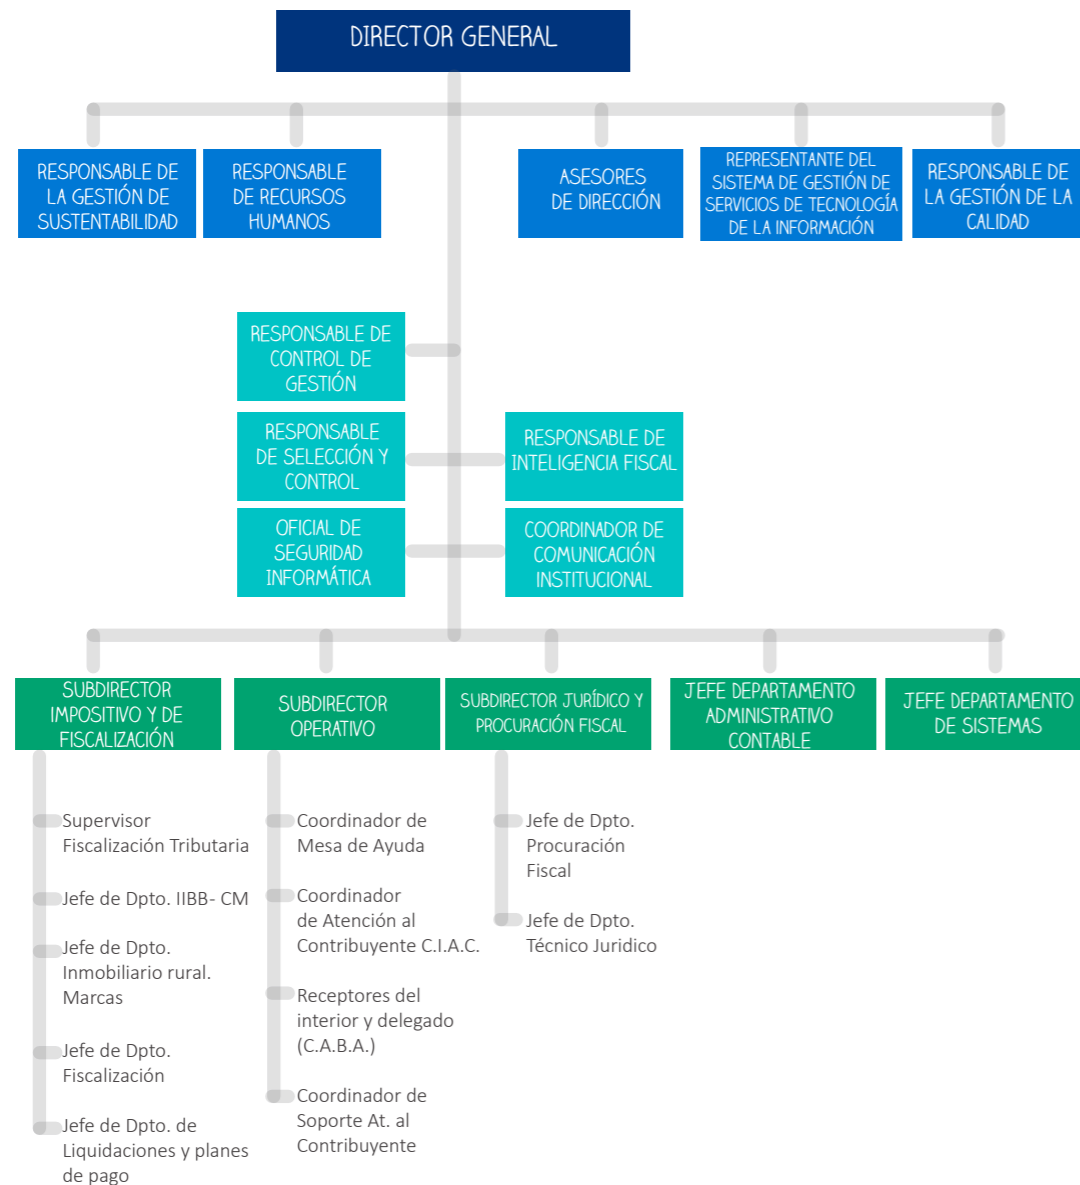 DIRECTOR GENERAL
RESPONSABLE DE
LA GESTIÓN DE
SUSTENTABILIDAD
RESPONSABLE
DE RECURSOS
HUMANOS
ASESORES
DE DIRECCIÓN
REPRESENTANTE DEL
SISTEMA DE GESTIÓN DE
SERVICIOS DE TECNOLOGÍA
DE LA INFORMACIÓN
RESPONSABLE DE
LA GESTIÓN DE LA
CALIDAD
RESPONSABLE DE
CONTROL DE
GESTIÓN
RESPONSABLE
DE SELECCIÓN Y
CONTROL
RESPONSABLE DE
INTELIGENCIA FISCAL
OFICIAL DE
SEGURIDAD
INFORMÁTICA
COORDINADOR DE
COMUNICACIÓN
INSTITUCIONAL
SUBDIRECTOR
IMPOSITIVO Y DE
FISCALIZACIÓN
SUBDIRECTOR
OPERATIVO
SUBDIRECTOR JURÍDICO Y
PROCURACIÓN FISCAL
JEFE DEPARTAMENTO
ADMINISTRATIVO
CONTABLE
JEFE DEPARTAMENTO
DE SISTEMAS
Supervisor
Fiscalización Tributaria
Jefe de Dpto. IIBB- CM
Jefe de Dpto.
Inmobiliario rural.
Marcas
Jefe de Dpto.
Fiscalización
Jefe de Dpto. de
Liquidaciones y planes
de pago
Coordinador de
Mesa de Ayuda
Coordinador
de Atención al
Contribuyente C.I.A.C.
Receptores del
interior y delegado
(C.A.B.A.)
Coordinador de
Soporte At. al
Contribuyente
Jefe de Dpto.
Procuración
Fiscal
Jefe de Dpto.
Técnico Juridico